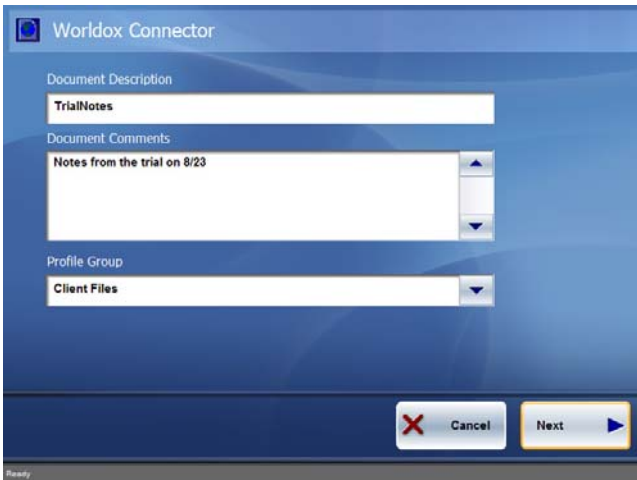 Worldox Connector
Document Description
TrialNotes
Document Comments
Notes from the trial on 8/23
Profile Group
Client Files
Cancel
Next
Ready